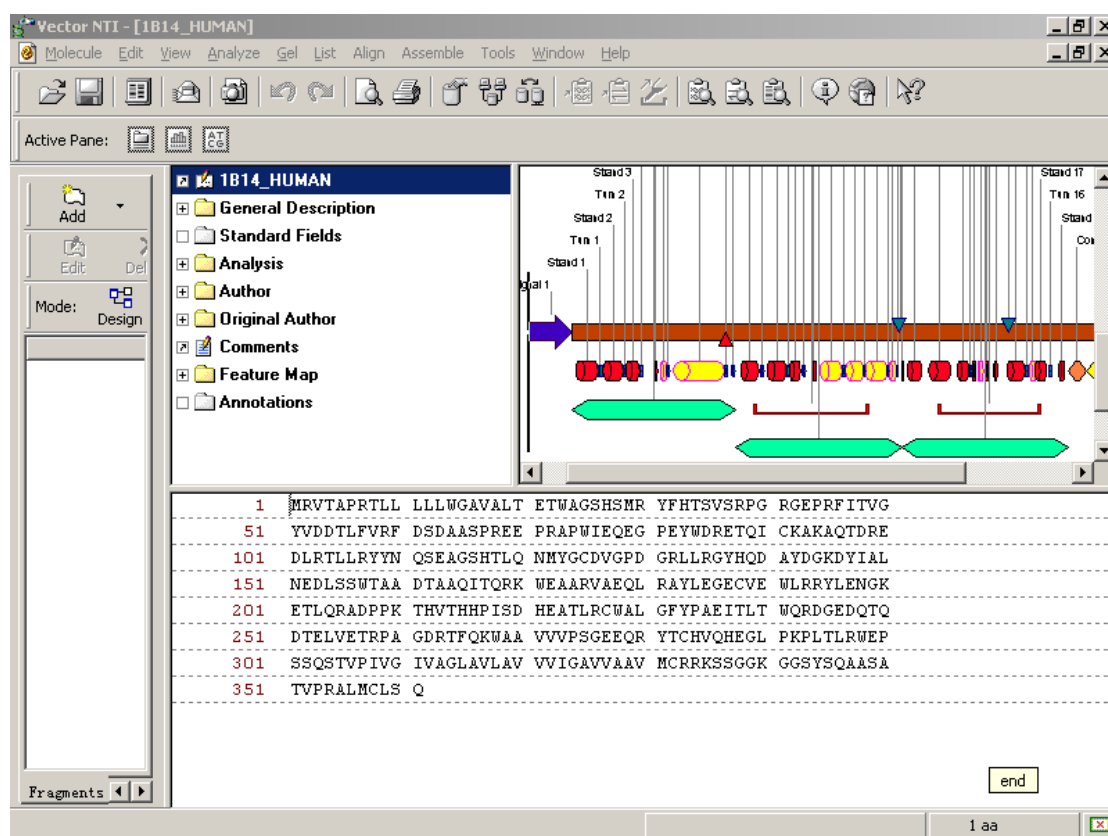 Vector NTI - [1B14_HUMAN]
Molecule Edit View Analyze Gel List Align Assemble Tools Window Help
Active Pane:
AT
CG
Add
Edit Del
Mode: Design
1B14_HUMAN
General Description
Standard Fields
Analysis
Author
Original Author
Comments
Feature Map
Annotations
Strand 3
Turn 2
Strand 2
Turn 1
Strand 1
Strand 17
Turn 16
Strand
1 MRVTAPRTLL LLLWGAVALT ETWAGSHSMR YFHTSVSRPG RGEPRFITVG
51 YVDDTLFVRF DSDAASPREE PRAPWIEQEG PEYWDRETQI CKAKAQTDRE
101 DLRTLLRYYN QSEAGSHTLQ NMYGCDVGPD GRLLRGYHQD AYDGKDYIAL
151 NEDLSSWTAA DTAAQITQRK WEAARVAEQL RAYLEGECVE WLRRYLENGK
201 ETLQRADPPK THVTHHPISD HEATLRCWAL GFYPAEITLT WQRDGEDQTQ
251 DTELVETRPA GDRTFQKWAA VVVPSGEEQR YTCHVQHEGL PKPLTLRWEP
301 SSQSTVPIVG IVAGLAVLAV VVIGAVVAAV MCRRKSSGGK GGSYSQAASA
351 TVPRALMCLS Q
end
Fragments
1 aa